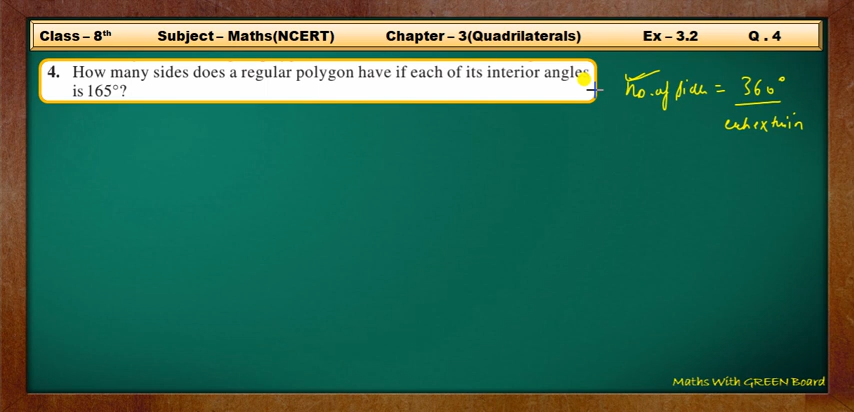 Class – 8th Subject – Maths(NCERT) Chapter – 3(Quadrilaterals) Ex – 3.2 Q . 4
4. How many sides does a regular polygon have if each of its interior angles
is 165°?
No. of side = 360°
Maths With GREEN Board